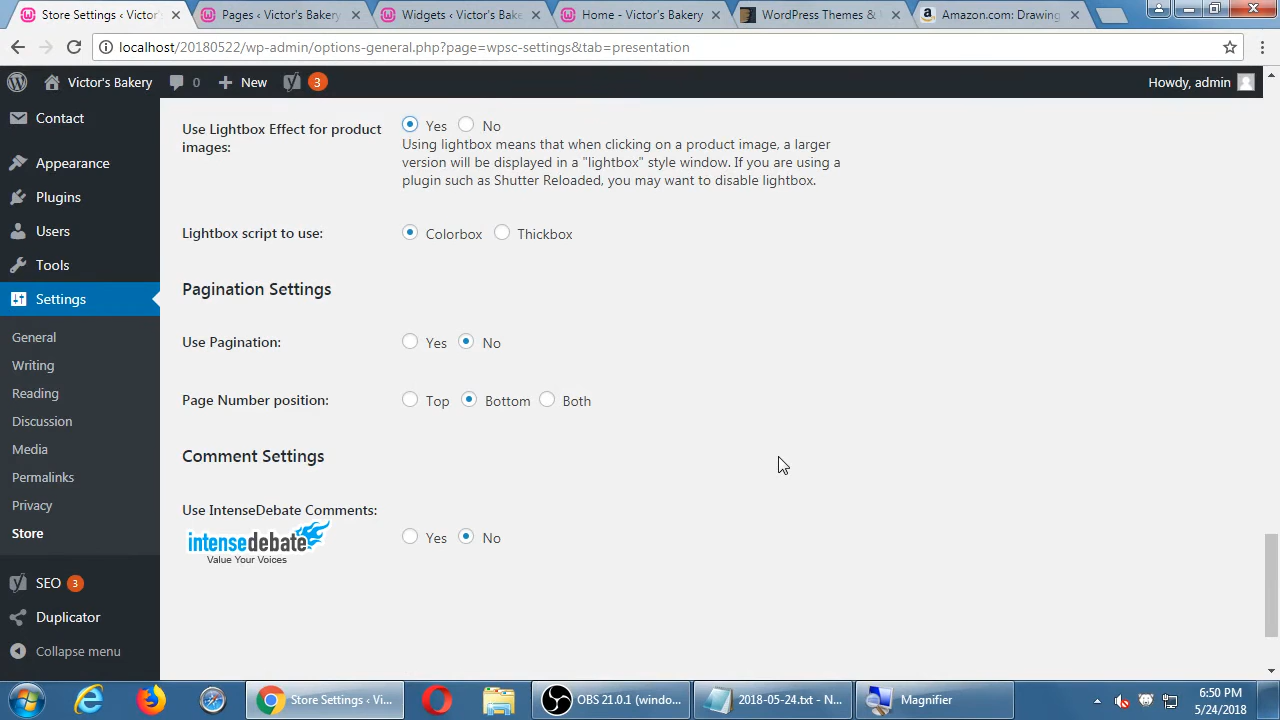 Store Settings ‹ Victor'
Pages ‹ Victor's Bakery
Widgets ‹ Victor's Bake
Home - Victor's Bakery
WordPress Themes &
Amazon.com: Drawing
localhost/20180522/wp-admin/options-general.php?page=wpsc-settings&tab=presentation
Victor's Bakery
0
New
3
Howdy, admin
Contact
Appearance
Plugins
Users
Tools
Settings
General
Writing
Reading
Discussion
Media
Permalinks
Privacy
Store
SEO 3
Duplicator
Collapse menu
Use Lightbox Effect for product
images:
Yes No
Using lightbox means that when clicking on a product image, a larger
version will be displayed in a "lightbox" style window. If you are using a
plugin such as Shutter Reloaded, you may want to disable lightbox.
Lightbox script to use:
Colorbox Thickbox
Pagination Settings
Use Pagination:
Yes No
Page Number position:
Top Bottom Both
Comment Settings
Use IntenseDebate Comments:
intensedebate
Value Your Voices
Yes No
Store Settings ‹ Vi...
OBS 21.0.1 (windo...
2018-05-24.txt - N...
Magnifier
6:50 PM
5/24/2018